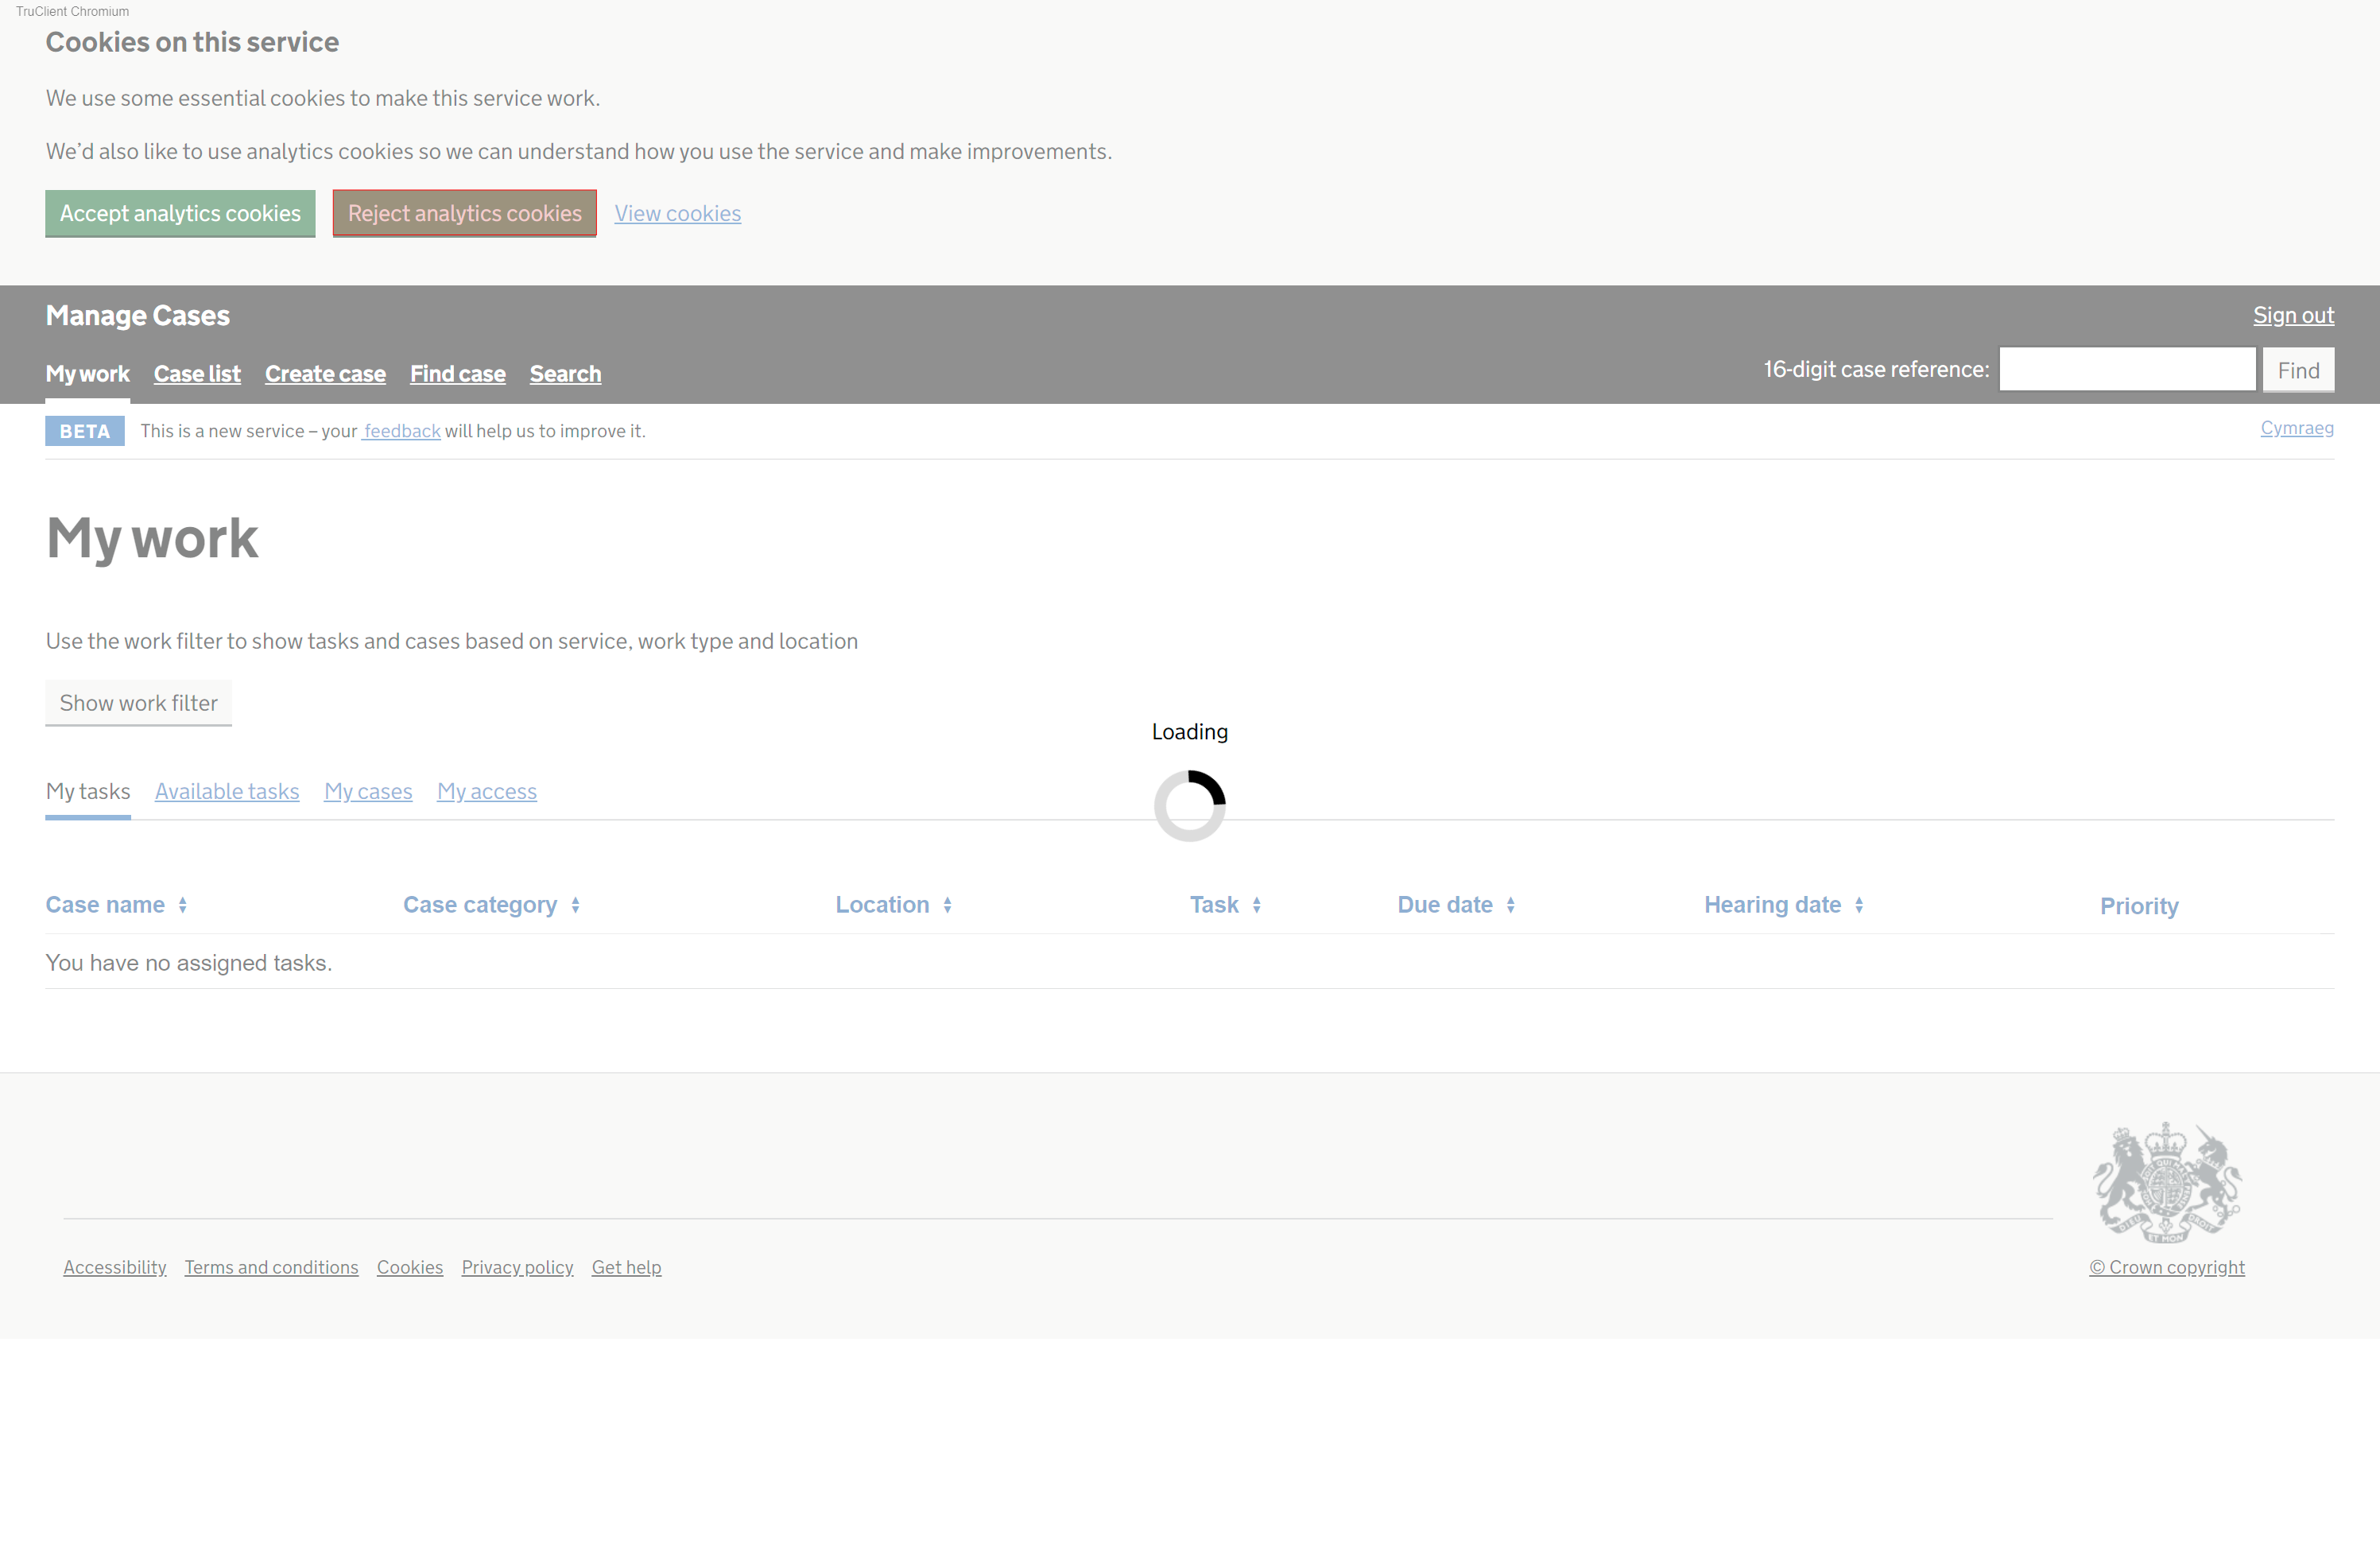 TruClient Chromium
Cookies on this service
We use some essential cookies to make this service work.
We’d also like to use analytics cookies so we can understand how you use the service and make improvements.
Accept analytics cookies Reject analytics cookies View cookies
Manage Cases Sign out
My work Case list Create case Find case Search 16-digit case reference: Find
BETA This is a new service – your feedback will help us to improve it. Cymraeg
My work
Use the work filter to show tasks and cases based on service, work type and location
Show work filter
Loading
My tasks Available tasks My cases My access
Case name Case category Location Task Due date Hearing date Priority
You have no assigned tasks.
DIEU ET MON DROIT
Accessibility Terms and conditions Cookies Privacy policy Get help © Crown copyright